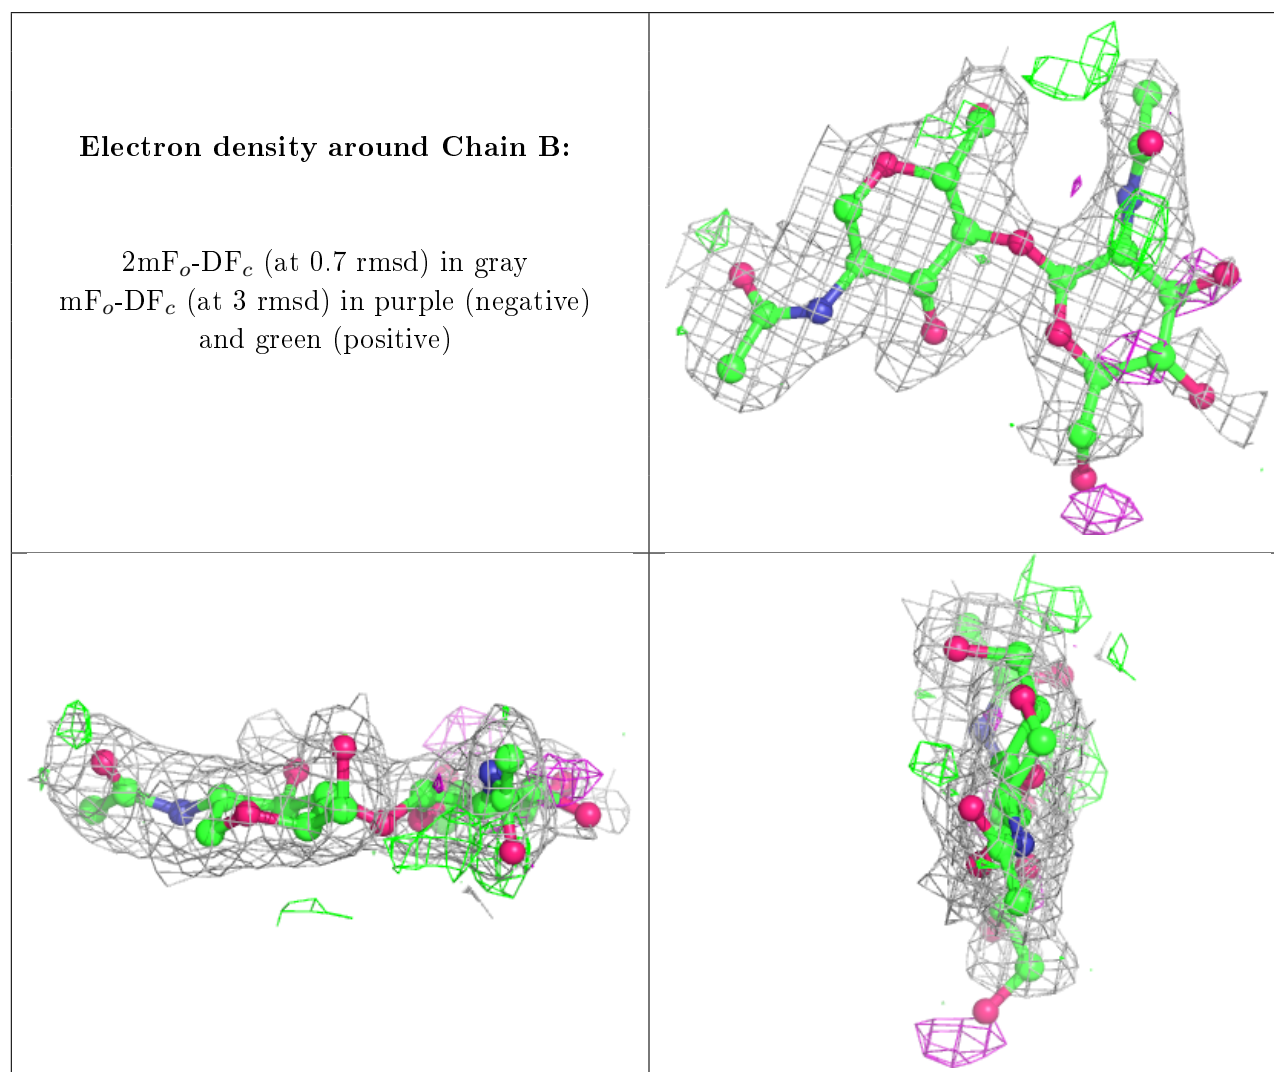 Electron density around Chain B:
2mFₒ-DF𝑐 (at 0.7 rmsd) in gray
mFₒ-DF𝑐 (at 3 rmsd) in purple (negative)
and green (positive)